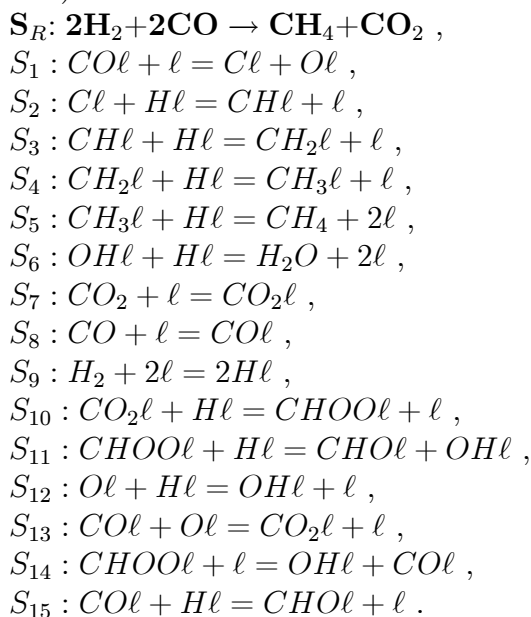 S_R: 2H₂+2CO → CH₄+CO₂ ,
S₁ : COℓ + ℓ = Cℓ + Oℓ ,
S₂ : Cℓ + Hℓ = CHℓ + ℓ ,
S₃ : CHℓ + Hℓ = CH₂ℓ + ℓ ,
S₄ : CH₂ℓ + Hℓ = CH₃ℓ + ℓ ,
S₅ : CH₃ℓ + Hℓ = CH₄ + 2ℓ ,
S₆ : OHℓ + Hℓ = H₂O + 2ℓ ,
S₇ : CO₂ + ℓ = CO₂ℓ ,
S₈ : CO + ℓ = COℓ ,
S₉ : H₂ + 2ℓ = 2Hℓ ,
S₁₀ : CO₂ℓ + Hℓ = CHOOℓ + ℓ ,
S₁₁ : CHOOℓ + Hℓ = CHOℓ + OHℓ ,
S₁₂ : Oℓ + Hℓ = OHℓ + ℓ ,
S₁₃ : COℓ + Oℓ = CO₂ℓ + ℓ ,
S₁₄ : CHOOℓ + ℓ = OHℓ + COℓ ,
S₁₅ : COℓ + Hℓ = CHOℓ + ℓ .